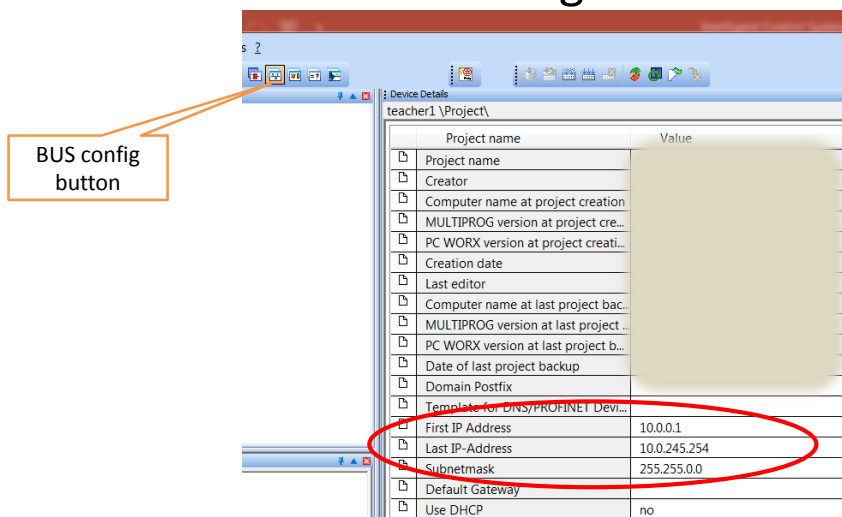 s ?
BUS config
button
Device Details
teacher1 \Project\
Project name Value
Project name
Creator
Computer name at project creation
MULTIPROG version at project cre...
PC WORX version at project creati...
Creation date
Last editor
Computer name at last project bac...
MULTIPROG version at last project ...
PC WORX version at last project b...
Date of last project backup
Domain Postfix
Template for DNS/PROFINET Devi...
First IP Address 10.0.0.1
Last IP-Address 10.0.245.254
Subnetmask 255.255.0.0
Default Gateway
Use DHCP no